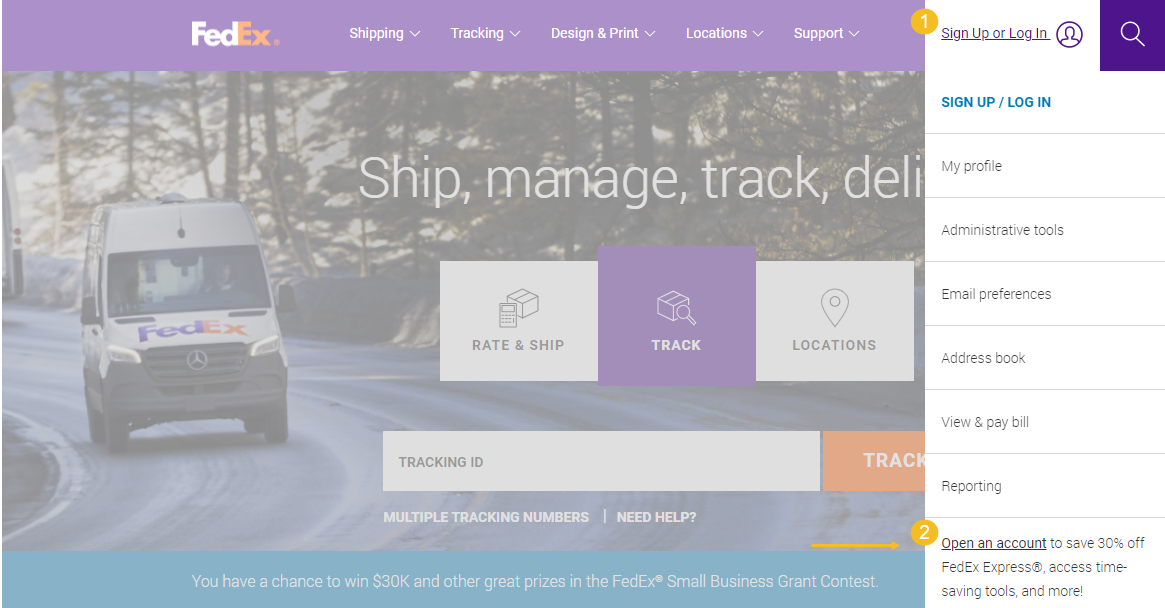 FedEx®
Shipping
Tracking
Design & Print
Locations
Support
1
Sign Up or Log In
SIGN UP / LOG IN
My profile
Administrative tools
Email preferences
Address book
View & pay bill
Reporting
2
Open an account to save 30% off
FedEx Express®, access time-
saving tools, and more!
Ship, manage, track, deli
FedEx
RATE & SHIP
TRACK
LOCATIONS
TRACKING ID
TRACK
MULTIPLE TRACKING NUMBERS | NEED HELP?
You have a chance to win $30K and other great prizes in the FedEx® Small Business Grant Contest.